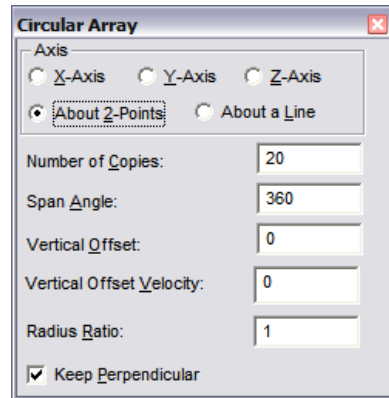 Circular Array
Axis
X-Axis Y-Axis Z-Axis
About 2-Points About a Line
Number of Copies: 20
Span Angle: 360
Vertical Offset: 0
Vertical Offset Velocity: 0
Radius Ratio: 1
Keep Perpendicular